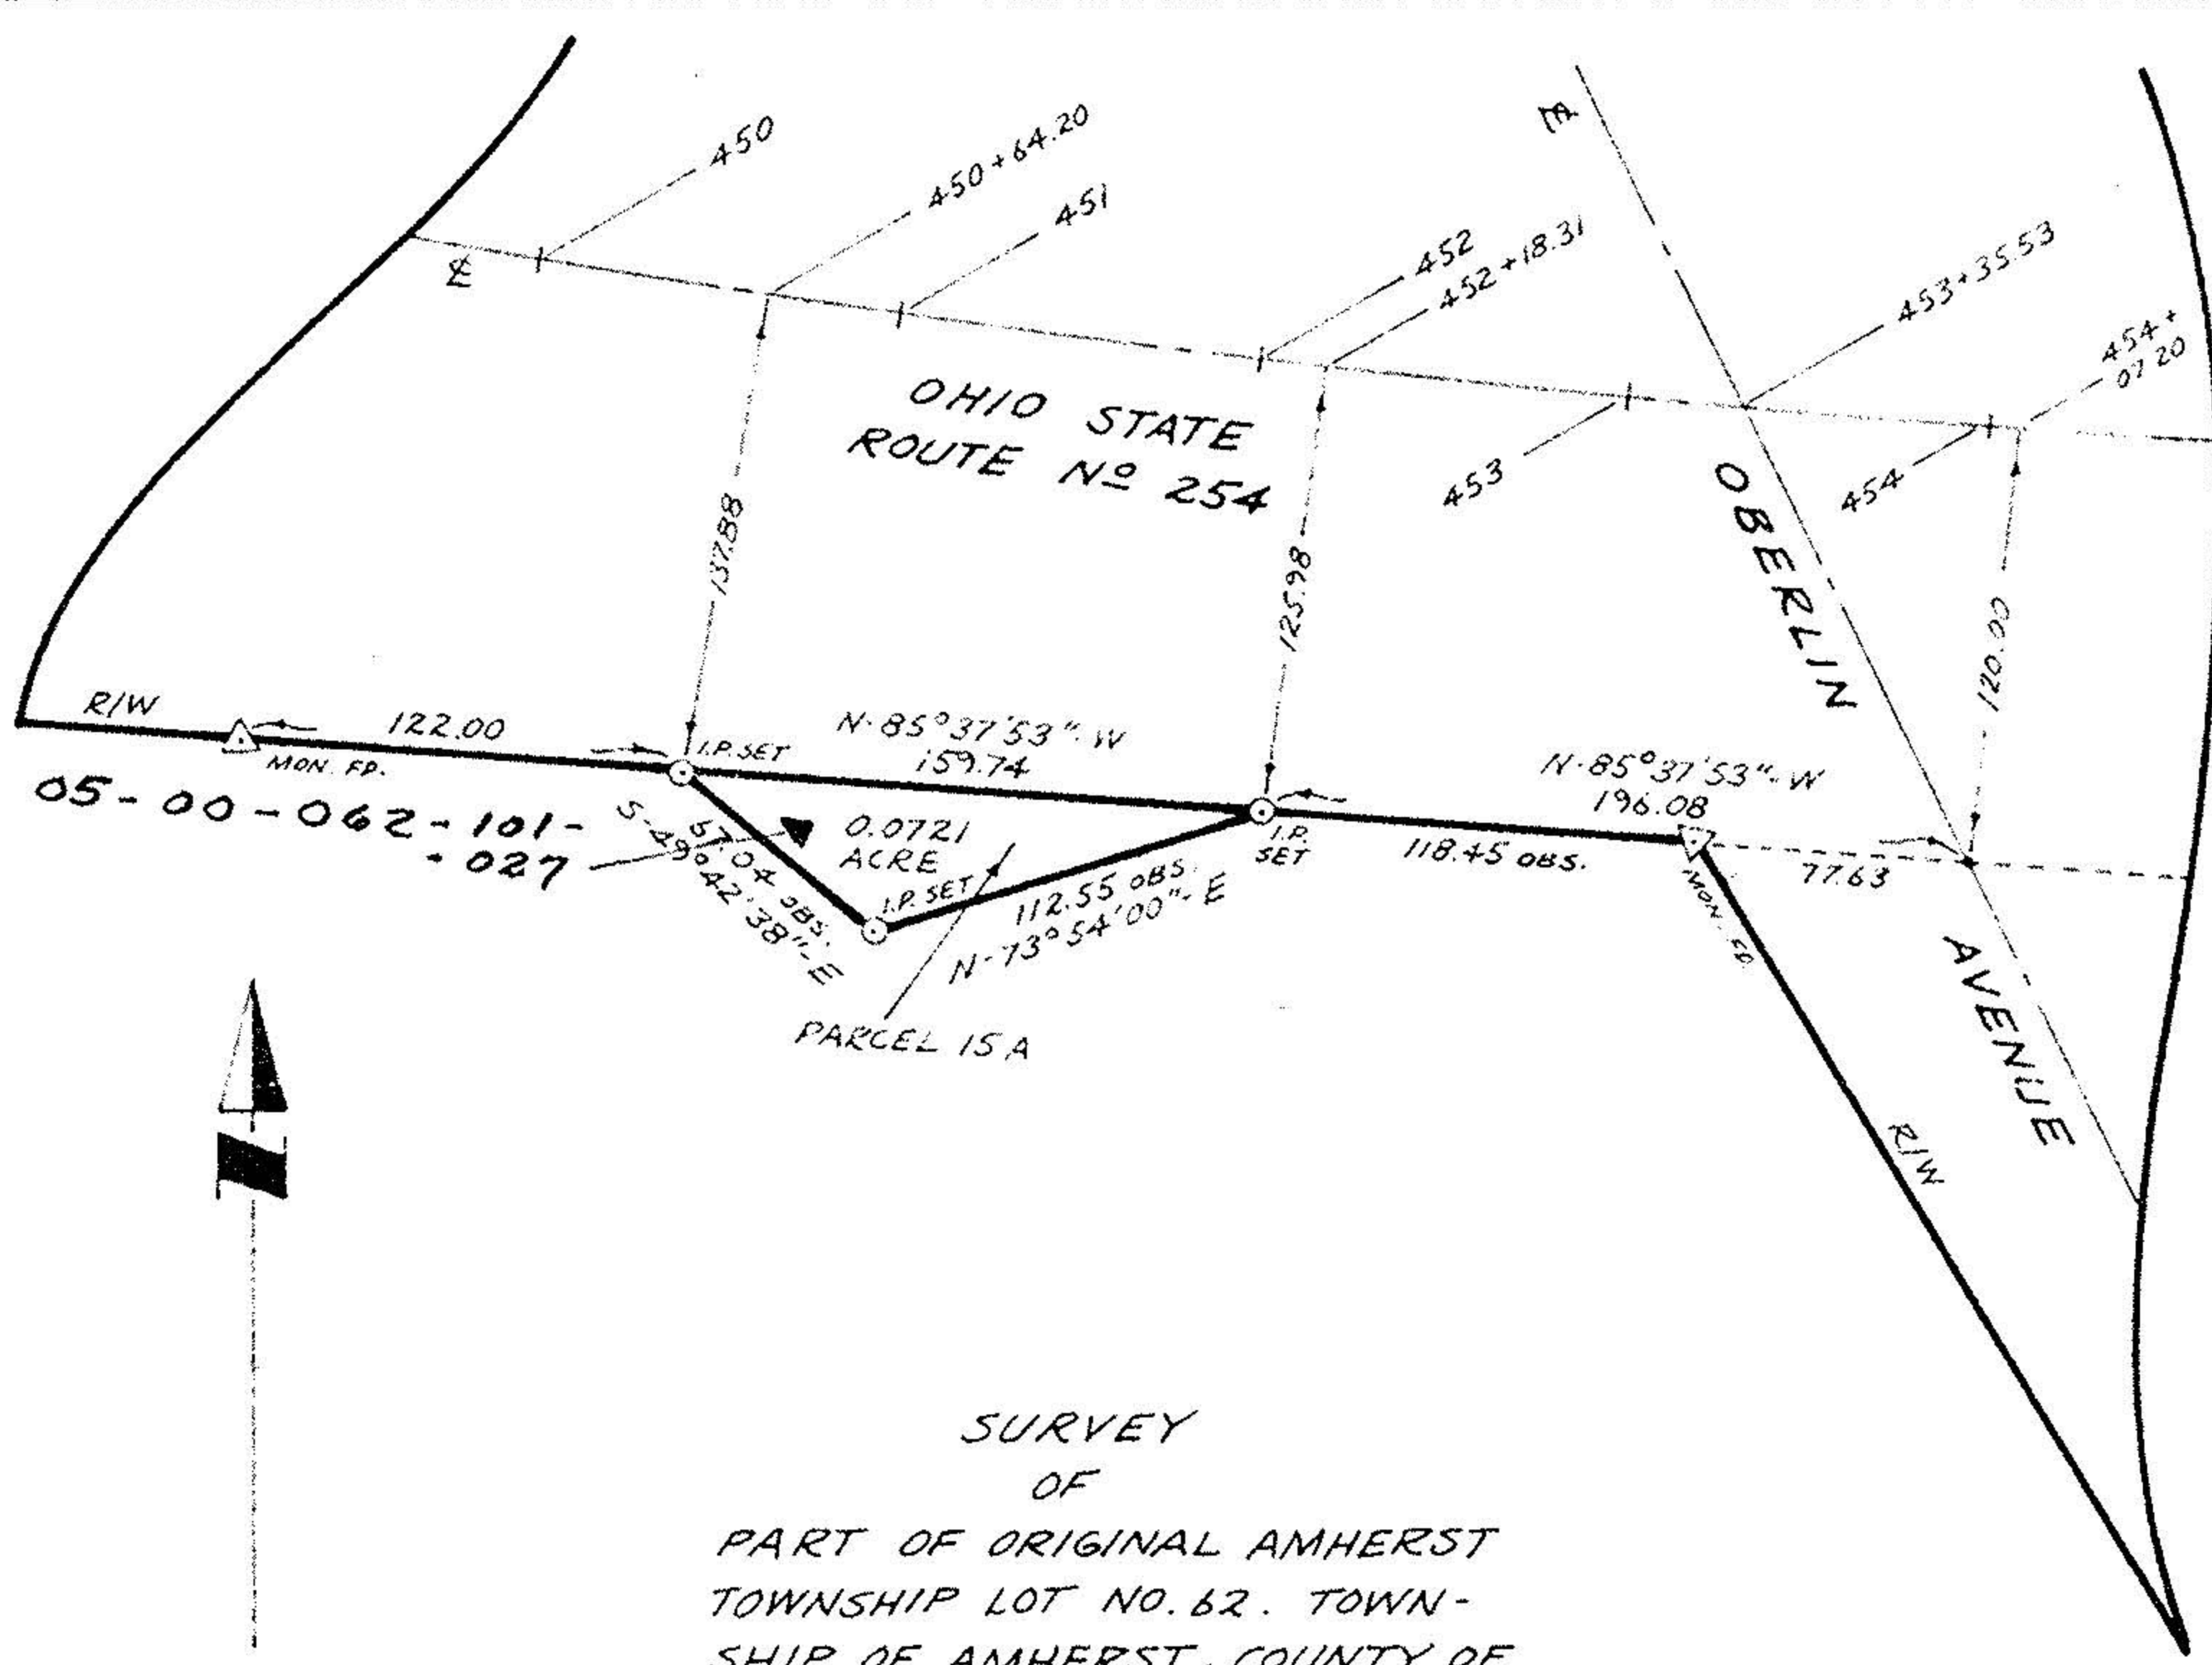 450
450+64.20
451
452
452+18.31
453+35.53
454+
07.20
453
454
OHIO STATE
ROUTE Nº 254
137.88
125.98
120.00
OBERLIN
AVENUE
R/W
122.00
MON. FD.
I.P. SET
N-85°37'53"-W
159.74
I.P.
SET
N-85°37'53"-W
196.08
118.45 OBS.
77.63
MON. FD.
05-00-062-101-
-027
57.04 OBS.
S-49°42'38"-E
0.0721
ACRE
I.P. SET
112.55 OBS.
N-73°54'00"-E
PARCEL 15A
R/W
N
SURVEY
OF
PART OF ORIGINAL AMHERST
TOWNSHIP LOT NO. 62. TOWN-
SHIP OF AMHERST, COUNTY OF